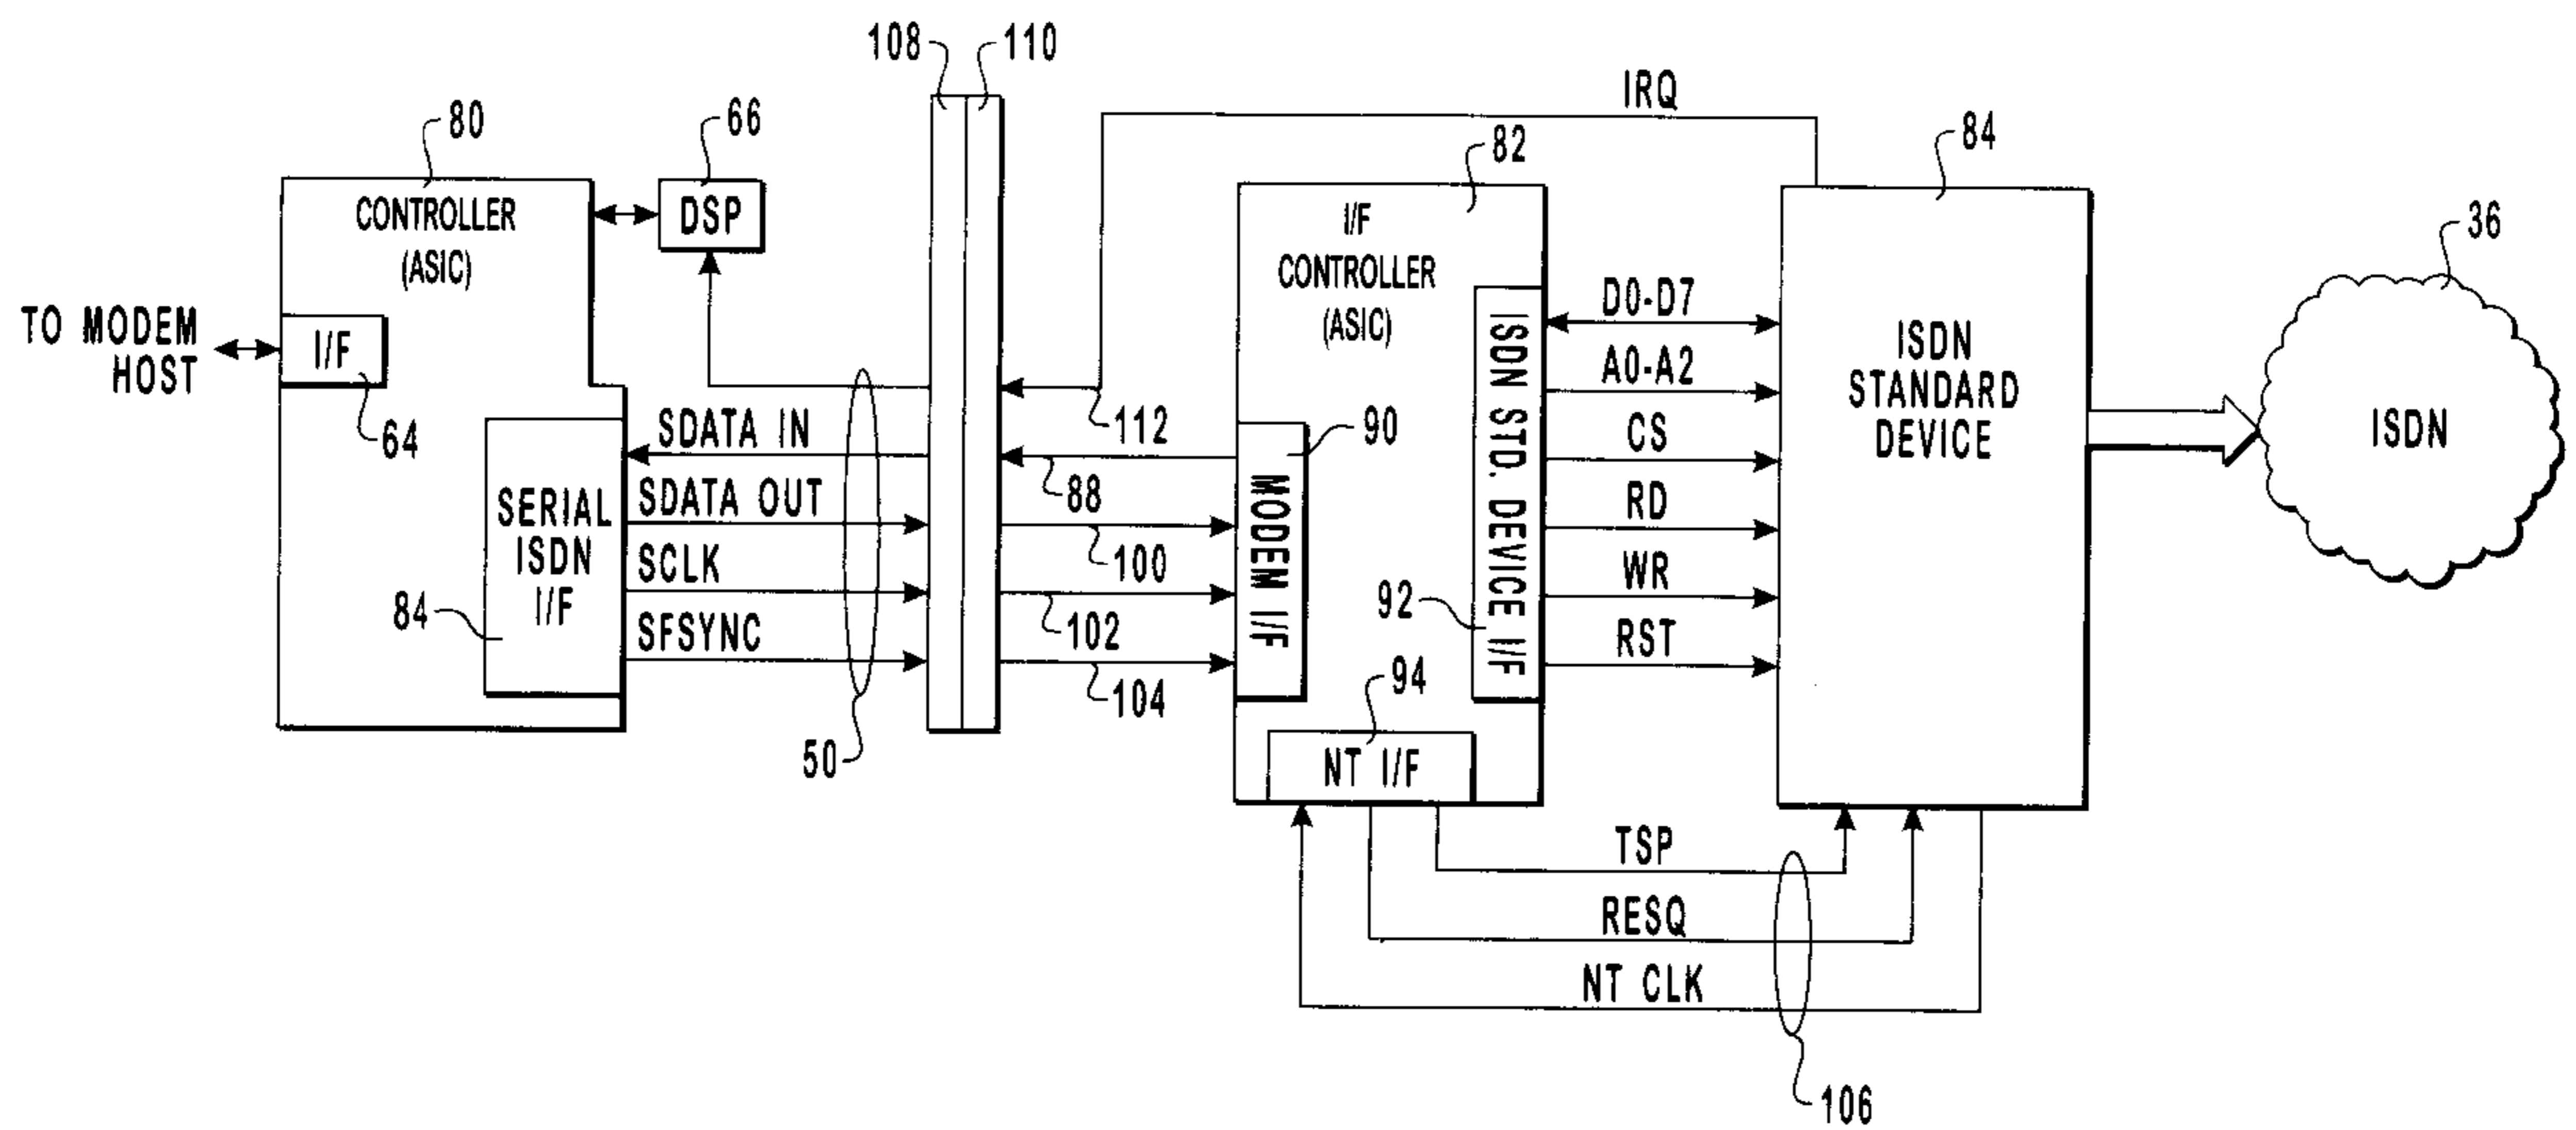 108
110
IRQ
80
66
82
84
36
CONTROLLER
(ASIC)
DSP
I/F
CONTROLLER
(ASIC)
TO MODEM
HOST
I/F
64
D0-D7
A0-A2
CS
RD
WR
RST
ISDN STD. DEVICE I/F
ISDN
STANDARD
DEVICE
ISDN
112
90
SDATA IN
SDATA OUT
SCLK
SFSYNC
88
100
102
104
SERIAL
ISDN
I/F
84
MODEM I/F
92
94
50
NT I/F
TSP
RESQ
NT CLK
106